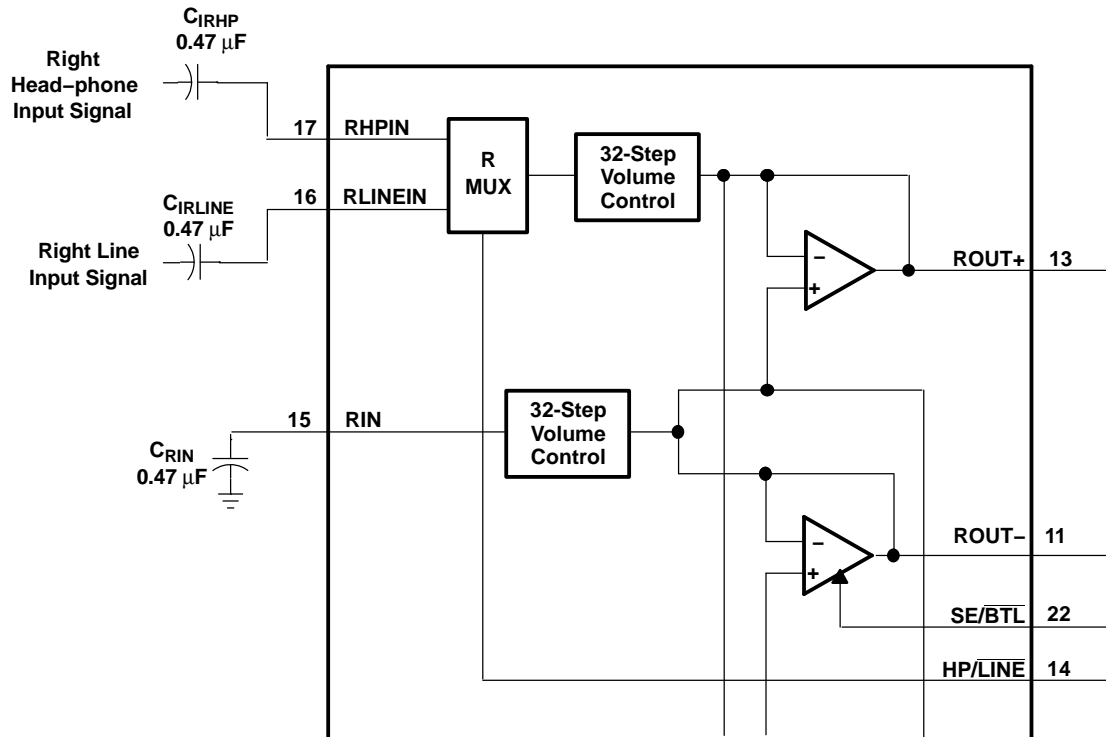 CIRHP
0.47 μF
Right
Head−phone
Input Signal
17
RHPIN
R
MUX
32-Step
Volume
Control
16
RLINEIN
CIRLINE
0.47 μF
Right Line
Input Signal
−
+
ROUT+
13
15
RIN
32-Step
Volume
Control
CRIN
0.47 μF
−
+
ROUT−
11
SE/BTL
22
HP/LINE
14